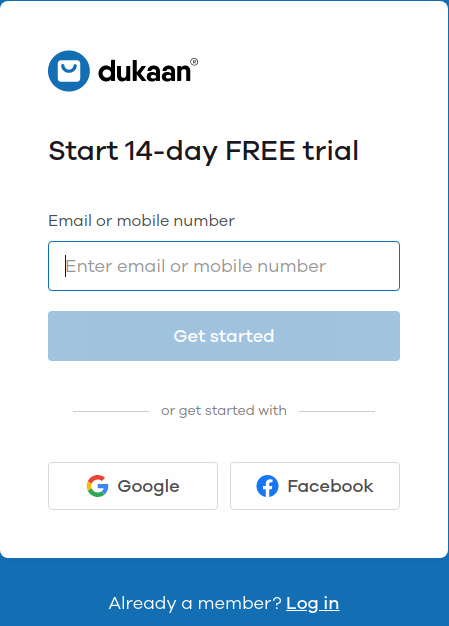 dukaan®
Start 14-day FREE trial
Email or mobile number
Enter email or mobile number
Get started
or get started with
Google
Facebook
Already a member? Log in